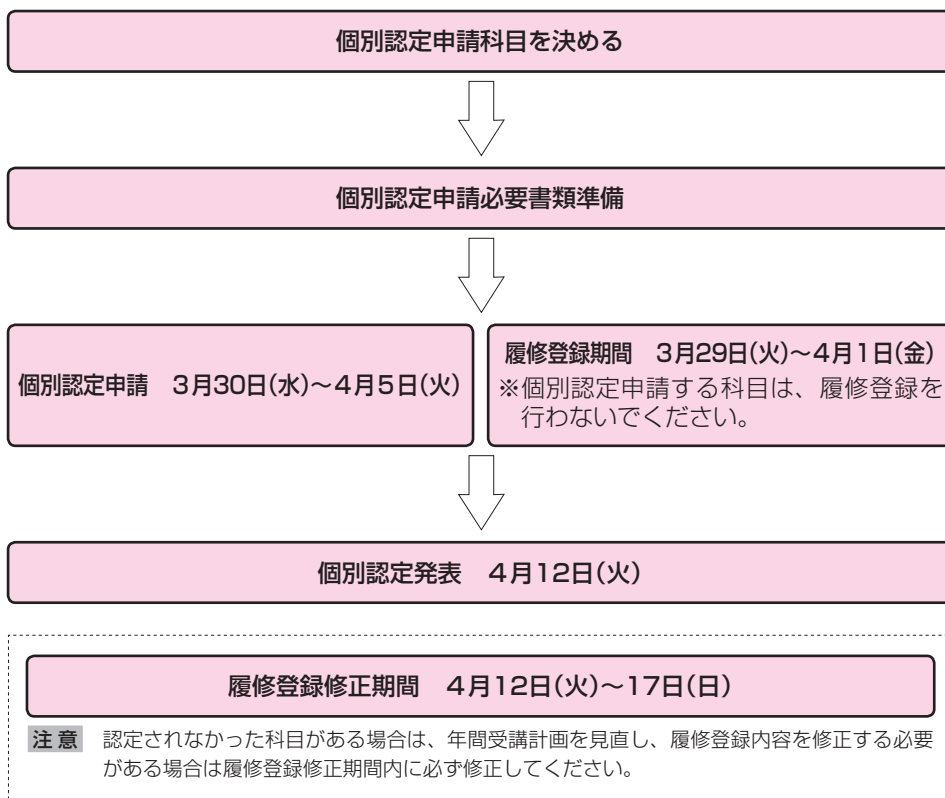 個別認定申請科目を決める
個別認定申請必要書類準備
個別認定申請　3月30日(水)～4月5日(火)
履修登録期間　3月29日(火)～4月1日(金)
※個別認定申請する科目は、履修登録を
行わないでください。
個別認定発表　4月12日(火)
履修登録修正期間　4月12日(火)～17日(日)
注意　認定されなかった科目がある場合は、年間受講計画を見直し、履修登録内容を修正する必要
がある場合は履修登録修正期間内に必ず修正してください。